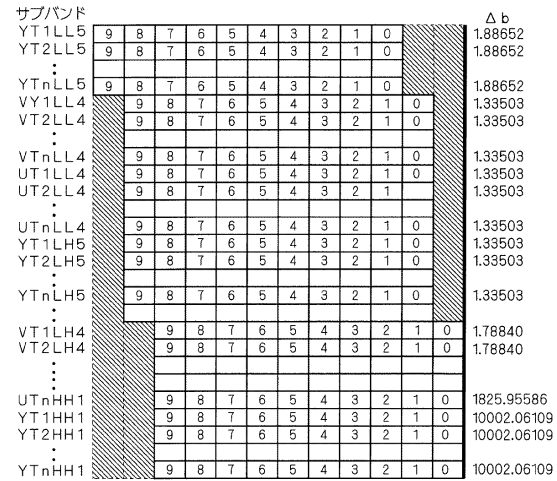 サブバンド Δb
YT1LL5 9 8 7 6 5 4 3 2 1 0 1.88652
YT2LL5 9 8 7 6 5 4 3 2 1 0 1.88652
:
YTnLL5 9 8 7 6 5 4 3 2 1 0 1.88652
VY1LL4 9 8 7 6 5 4 3 2 1 0 1.33503
VT2LL4 9 8 7 6 5 4 3 2 1 0 1.33503
:
VTnLL4 9 8 7 6 5 4 3 2 1 0 1.33503
UT1LL4 9 8 7 6 5 4 3 2 1 0 1.33503
UT2LL4 9 8 7 6 5 4 3 2 1 1.33503
:
UTnLL4 9 8 7 6 5 4 3 2 1 0 1.33503
YT1LH5 9 8 7 6 5 4 3 2 1 0 1.33503
YT2LH5 9 8 7 6 5 4 3 2 1 0 1.33503
:
YTnLH5 9 8 7 6 5 4 3 2 1 0 1.33503
:
VT1LH4 9 8 7 6 5 4 3 2 1 0 1.78840
VT2LH4 9 8 7 6 5 4 3 2 1 0 1.78840
:
:
UTnHH1 9 8 7 6 5 4 3 2 1 0 1825.95586
YT1HH1 9 8 7 6 5 4 3 2 1 0 10002.06109
YT2HH1 9 8 7 6 5 4 3 2 1 0 10002.06109
:
YTnHH1 9 8 7 6 5 4 3 2 1 0 10002.06109